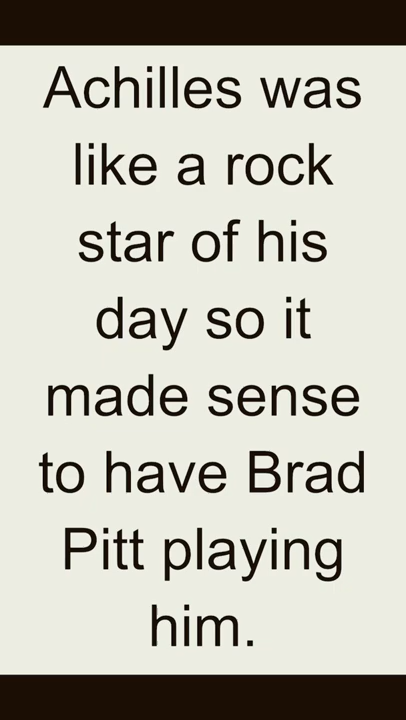 Achilles was
like a rock
star of his
day so it
made sense
to have Brad
Pitt playing
him.